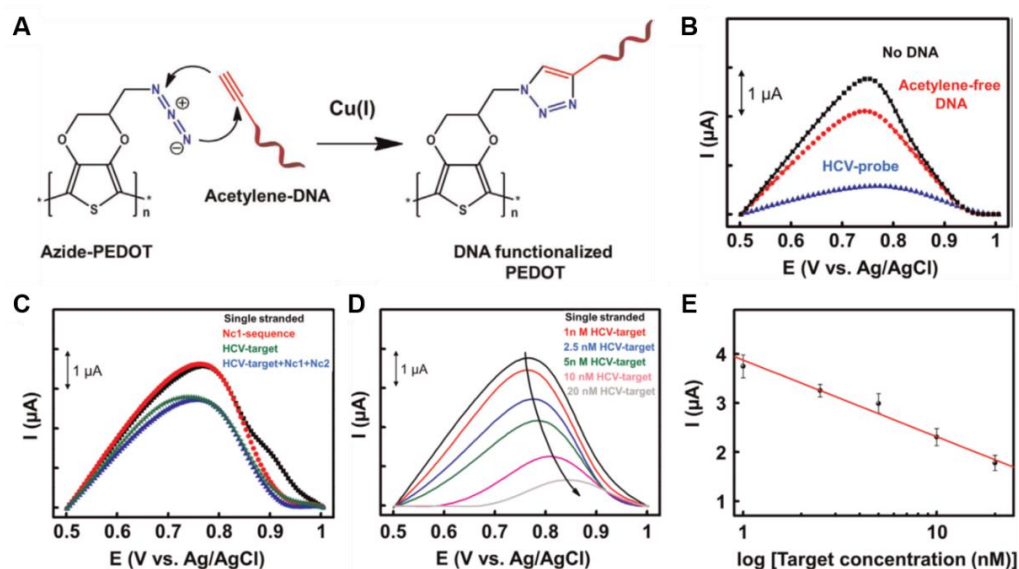 A
N
N
N
⊕
⊖
O
O
S
n
*
*
Azide-PEDOT
Acetylene-DNA
Cu(I)
N
N
N
O
O
S
n
*
*
DNA functionalized
PEDOT
B
1 µA
No DNA
Acetylene-free
DNA
HCV-probe
I (µA)
0.5 0.6 0.7 0.8 0.9 1
E (V vs. Ag/AgCl)
C
Single stranded
Nc1-sequence
HCV-target
HCV-target+Nc1+Nc2
1 µA
I (µA)
0.5 0.6 0.7 0.8 0.9 1
E (V vs. Ag/AgCl)
D
Single stranded
1n M HCV-target
2.5 nM HCV-target
5n M HCV-target
10 nM HCV-target
20 nM HCV-target
1 µA
I (µA)
0.5 0.6 0.7 0.8 0.9 1
E (V vs. Ag/AgCl)
E
4
3
2
1
I (µA)
1 10
log [Target concentration (nM)]